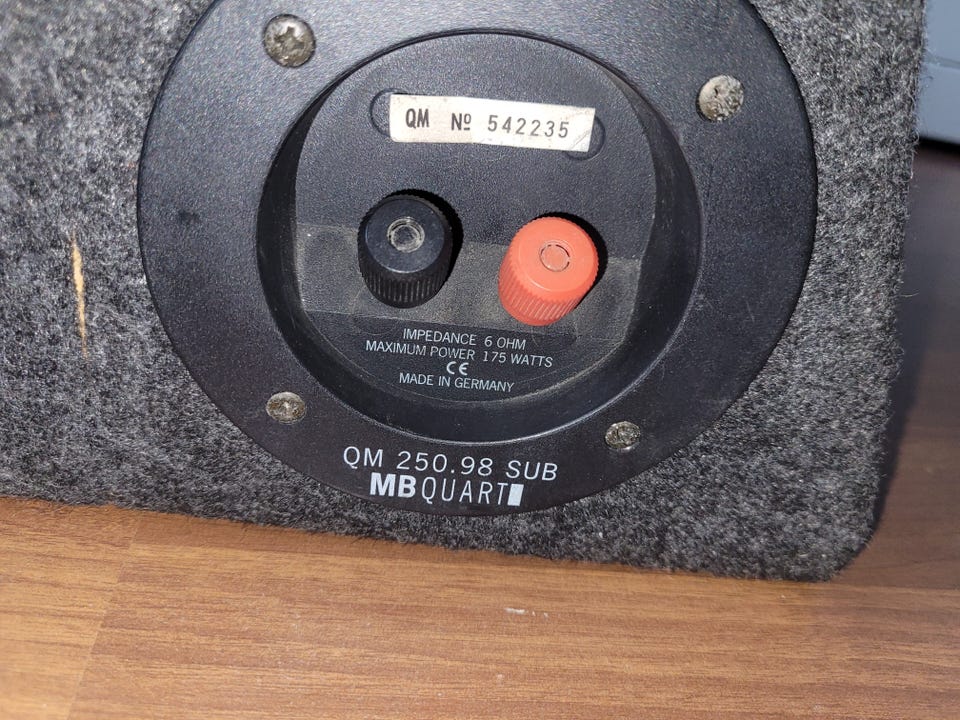 QM Nº 542235
IMPEDANCE 6 OHM
MAXIMUM POWER 175 WATTS
CE
MADE IN GERMANY
QM 250.98 SUB
MB QUART